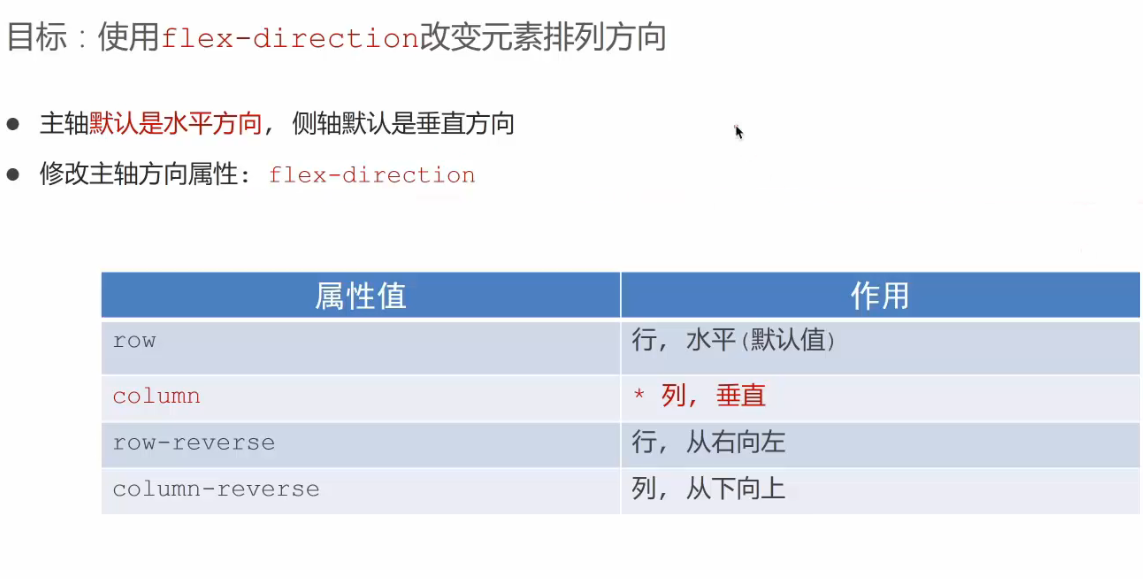 目标：使用flex-direction改变元素排列方向
● 主轴默认是水平方向, 侧轴默认是垂直方向
● 修改主轴方向属性: flex-direction
属性值 作用
row 行, 水平(默认值)
column * 列, 垂直
row-reverse 行, 从右向左
column-reverse 列, 从下向上